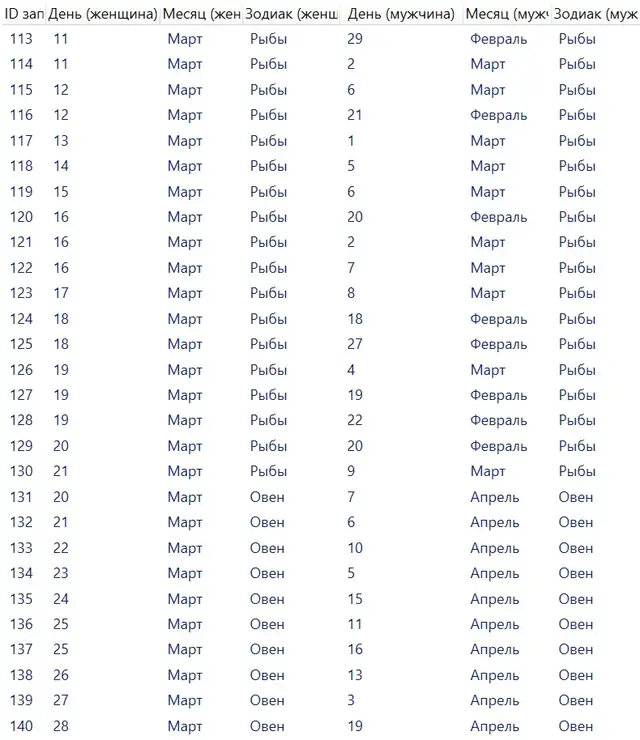 ID зап День (женщина) Месяц (жен Зодиак (женщ День (мужчина) Месяц (мужч Зодиак (муж
113 11 Март Рыбы 29 Февраль Рыбы
114 11 Март Рыбы 2 Март Рыбы
115 12 Март Рыбы 6 Март Рыбы
116 12 Март Рыбы 21 Февраль Рыбы
117 13 Март Рыбы 1 Март Рыбы
118 14 Март Рыбы 5 Март Рыбы
119 15 Март Рыбы 6 Март Рыбы
120 16 Март Рыбы 20 Февраль Рыбы
121 16 Март Рыбы 2 Март Рыбы
122 16 Март Рыбы 7 Март Рыбы
123 17 Март Рыбы 8 Март Рыбы
124 18 Март Рыбы 18 Февраль Рыбы
125 18 Март Рыбы 27 Февраль Рыбы
126 19 Март Рыбы 4 Март Рыбы
127 19 Март Рыбы 19 Февраль Рыбы
128 19 Март Рыбы 22 Февраль Рыбы
129 20 Март Рыбы 20 Февраль Рыбы
130 21 Март Рыбы 9 Март Рыбы
131 20 Март Овен 7 Апрель Овен
132 21 Март Овен 6 Апрель Овен
133 22 Март Овен 10 Апрель Овен
134 23 Март Овен 5 Апрель Овен
135 24 Март Овен 15 Апрель Овен
136 25 Март Овен 11 Апрель Овен
137 25 Март Овен 16 Апрель Овен
138 26 Март Овен 13 Апрель Овен
139 27 Март Овен 3 Апрель Овен
140 28 Март Овен 19 Апрель Овен